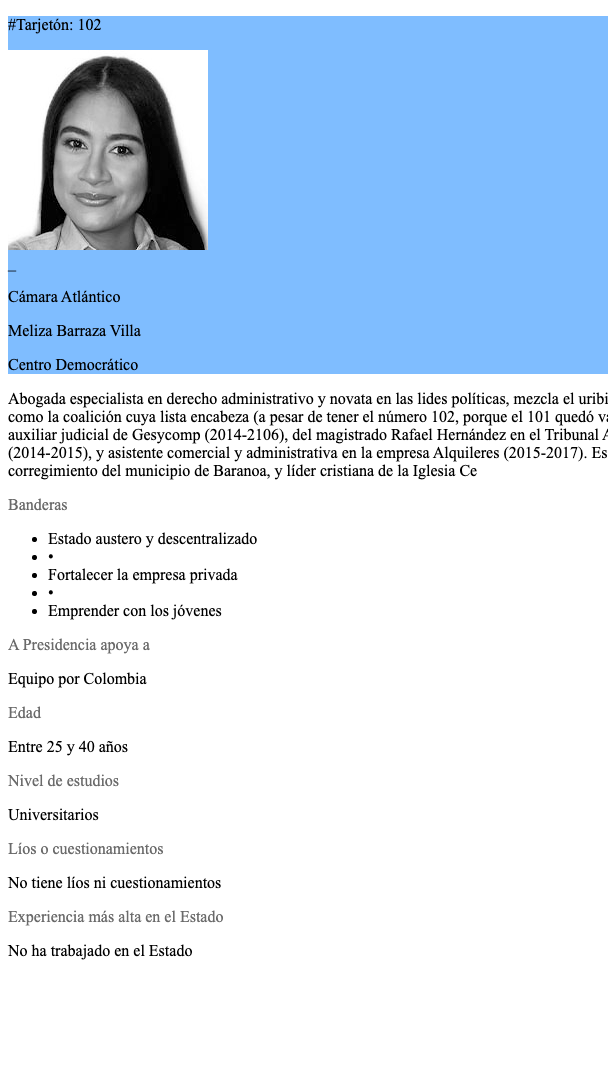 #Tarjetón: 102
_
Cámara Atlántico
Meliza Barraza Villa
Centro Democrático
Abogada especialista en derecho administrativo y novata en las lides políticas, mezcla el uribi
como la coalición cuya lista encabeza (a pesar de tener el número 102, porque el 101 quedó va
auxiliar judicial de Gesycomp (2014-2106), del magistrado Rafael Hernández en el Tribunal A
(2014-2015), y asistente comercial y administrativa en la empresa Alquileres (2015-2017). Es
corregimiento del municipio de Baranoa, y líder cristiana de la Iglesia Ce
Banderas
• Estado austero y descentralizado
• •
• Fortalecer la empresa privada
• •
• Emprender con los jóvenes
A Presidencia apoya a
Equipo por Colombia
Edad
Entre 25 y 40 años
Nivel de estudios
Universitarios
Líos o cuestionamientos
No tiene líos ni cuestionamientos
Experiencia más alta en el Estado
No ha trabajado en el Estado